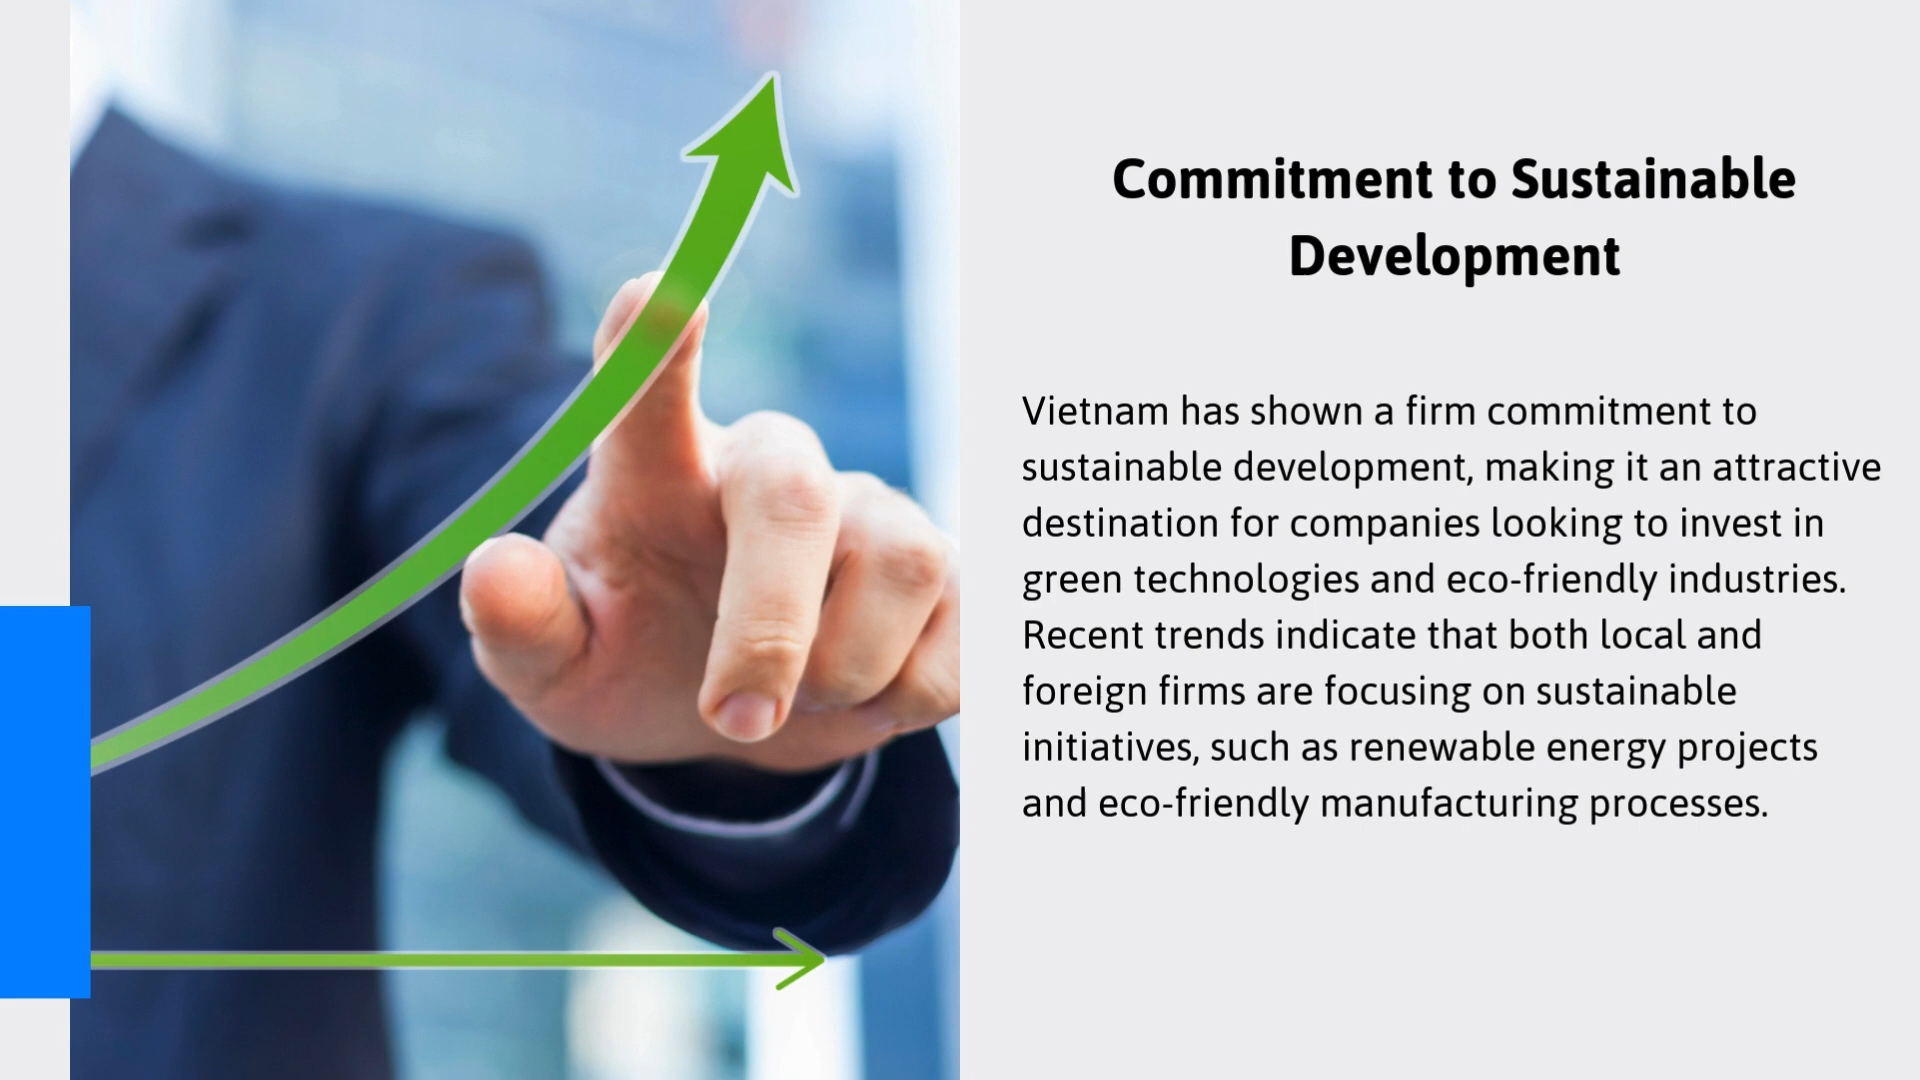 Commitment to Sustainable
Development
Vietnam has shown a firm commitment to
sustainable development, making it an attractive
destination for companies looking to invest in
green technologies and eco-friendly industries.
Recent trends indicate that both local and
foreign firms are focusing on sustainable
initiatives, such as renewable energy projects
and eco-friendly manufacturing processes.